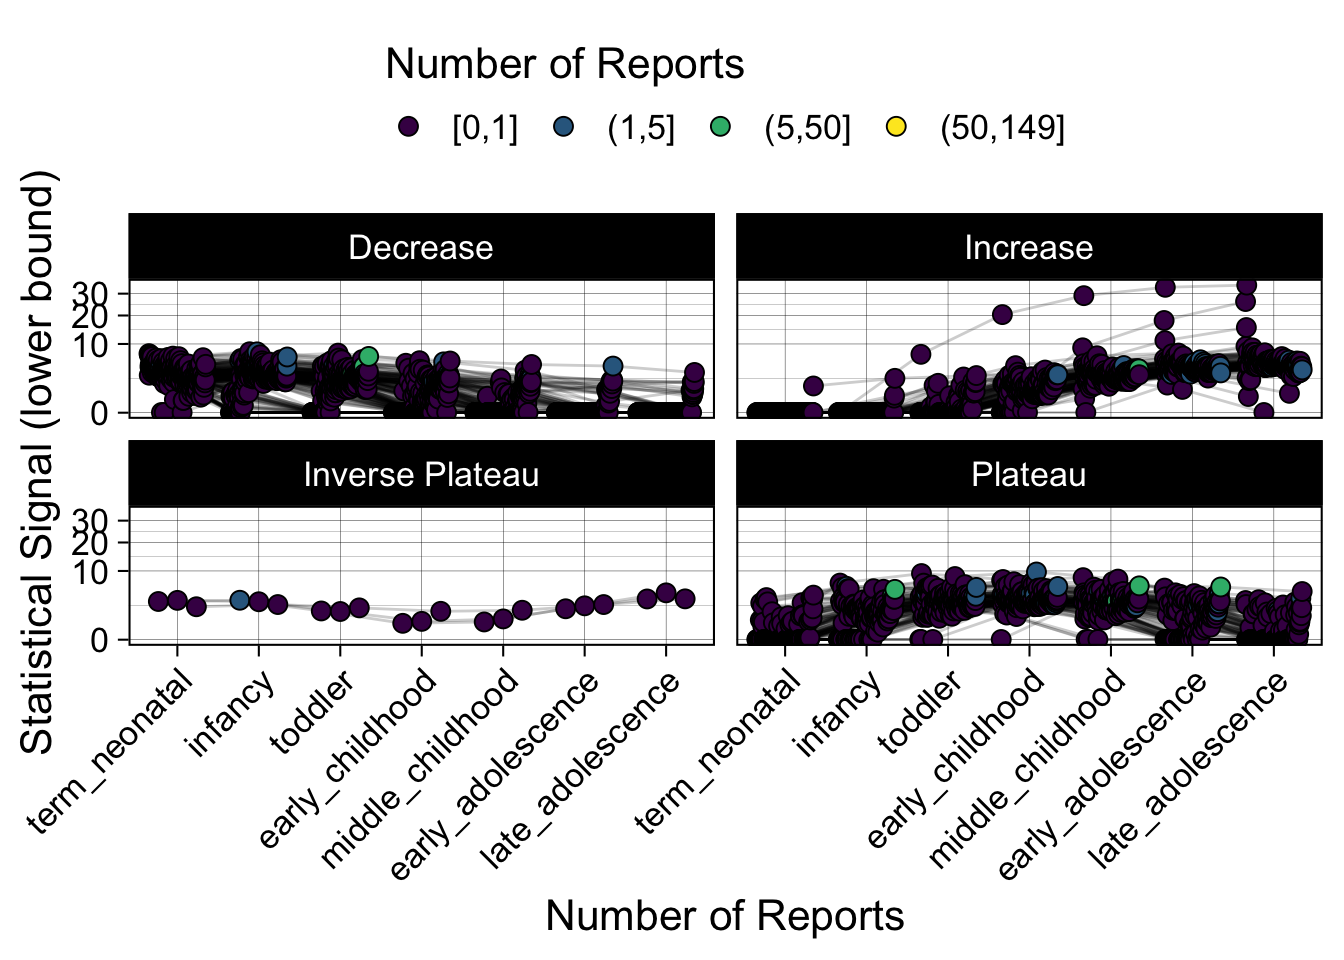 Number of Reports
[0,1] (1,5] (5,50] (50,149]
Statistical Signal (lower bound)
Decrease
Increase
30
20
10
0
Inverse Plateau
Plateau
30
20
10
0
term_neonatal
infancy
toddler
early_childhood
middle_childhood
early_adolescence
late_adolescence
term_neonatal
infancy
toddler
early_childhood
middle_childhood
early_adolescence
late_adolescence
Number of Reports